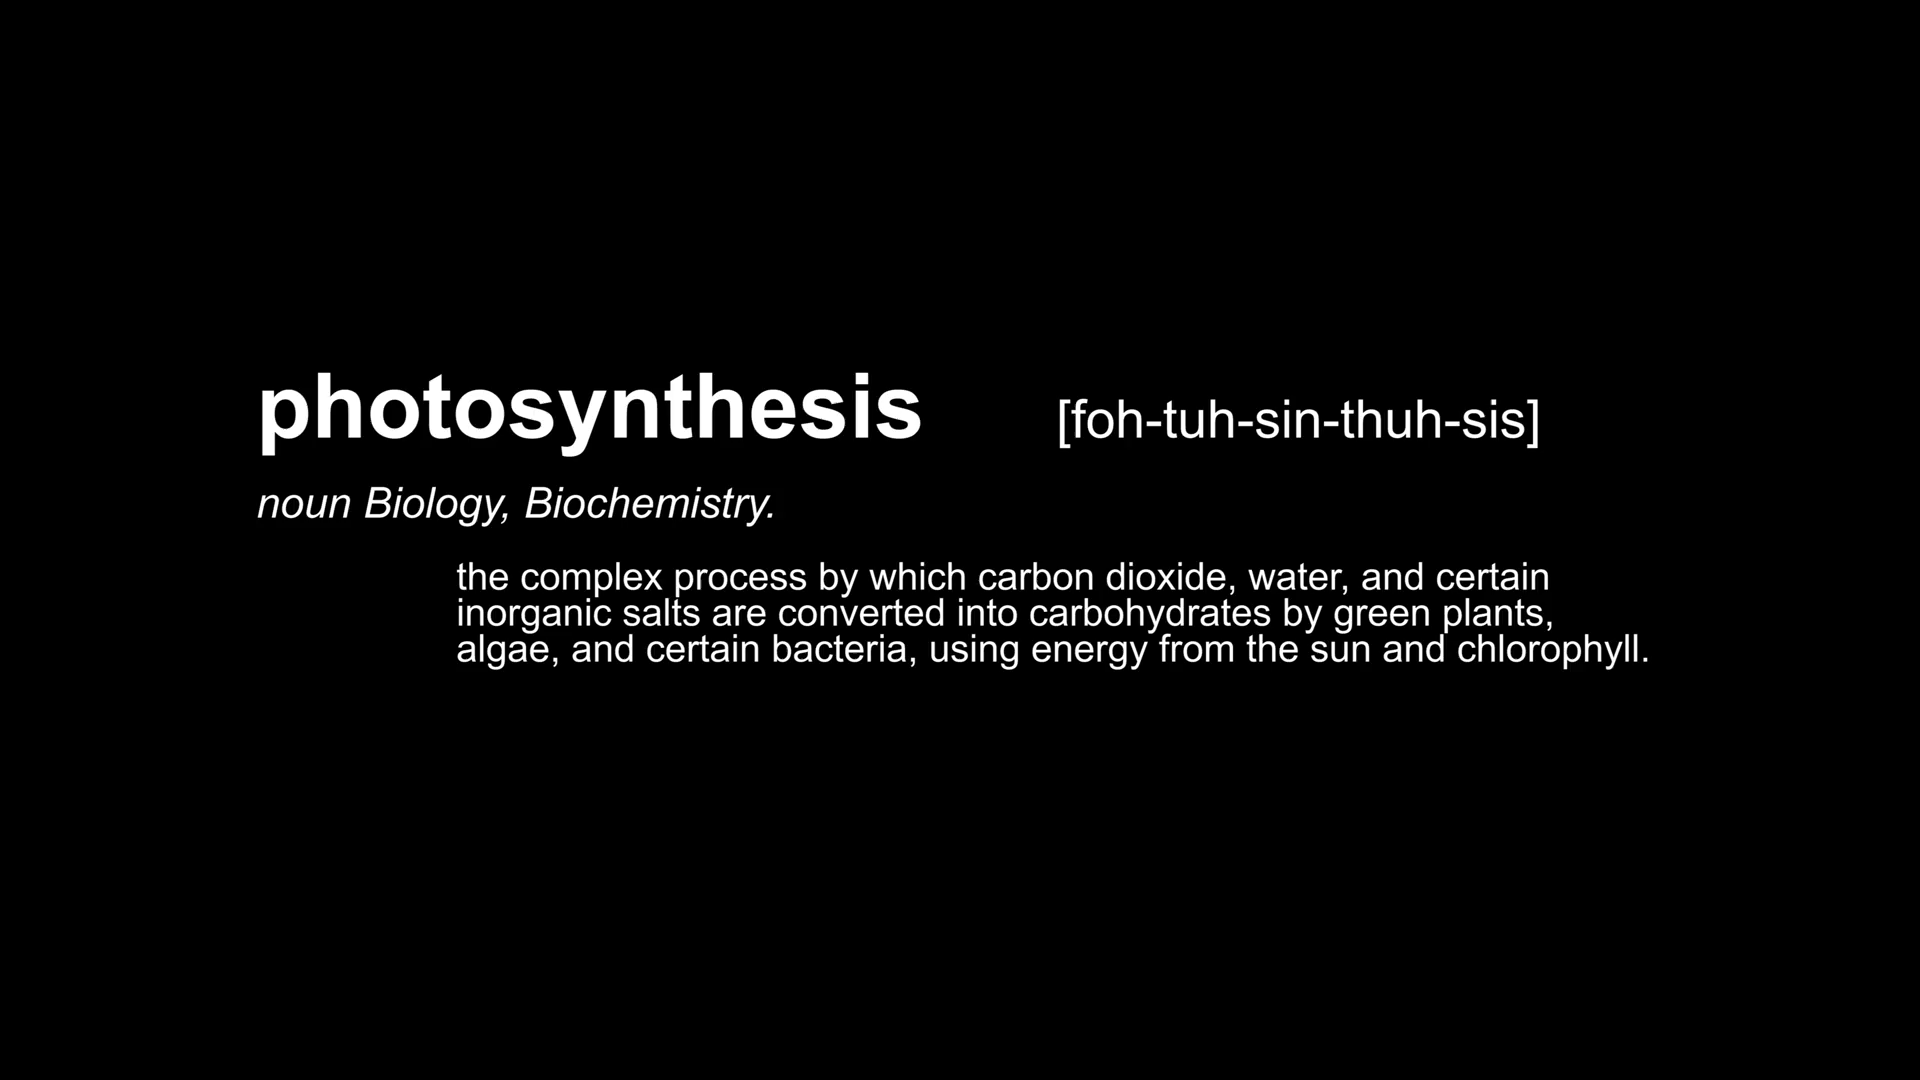 photosynthesis [foh-tuh-sin-thuh-sis]
noun Biology, Biochemistry.
the complex process by which carbon dioxide, water, and certain
inorganic salts are converted into carbohydrates by green plants,
algae, and certain bacteria, using energy from the sun and chlorophyll.